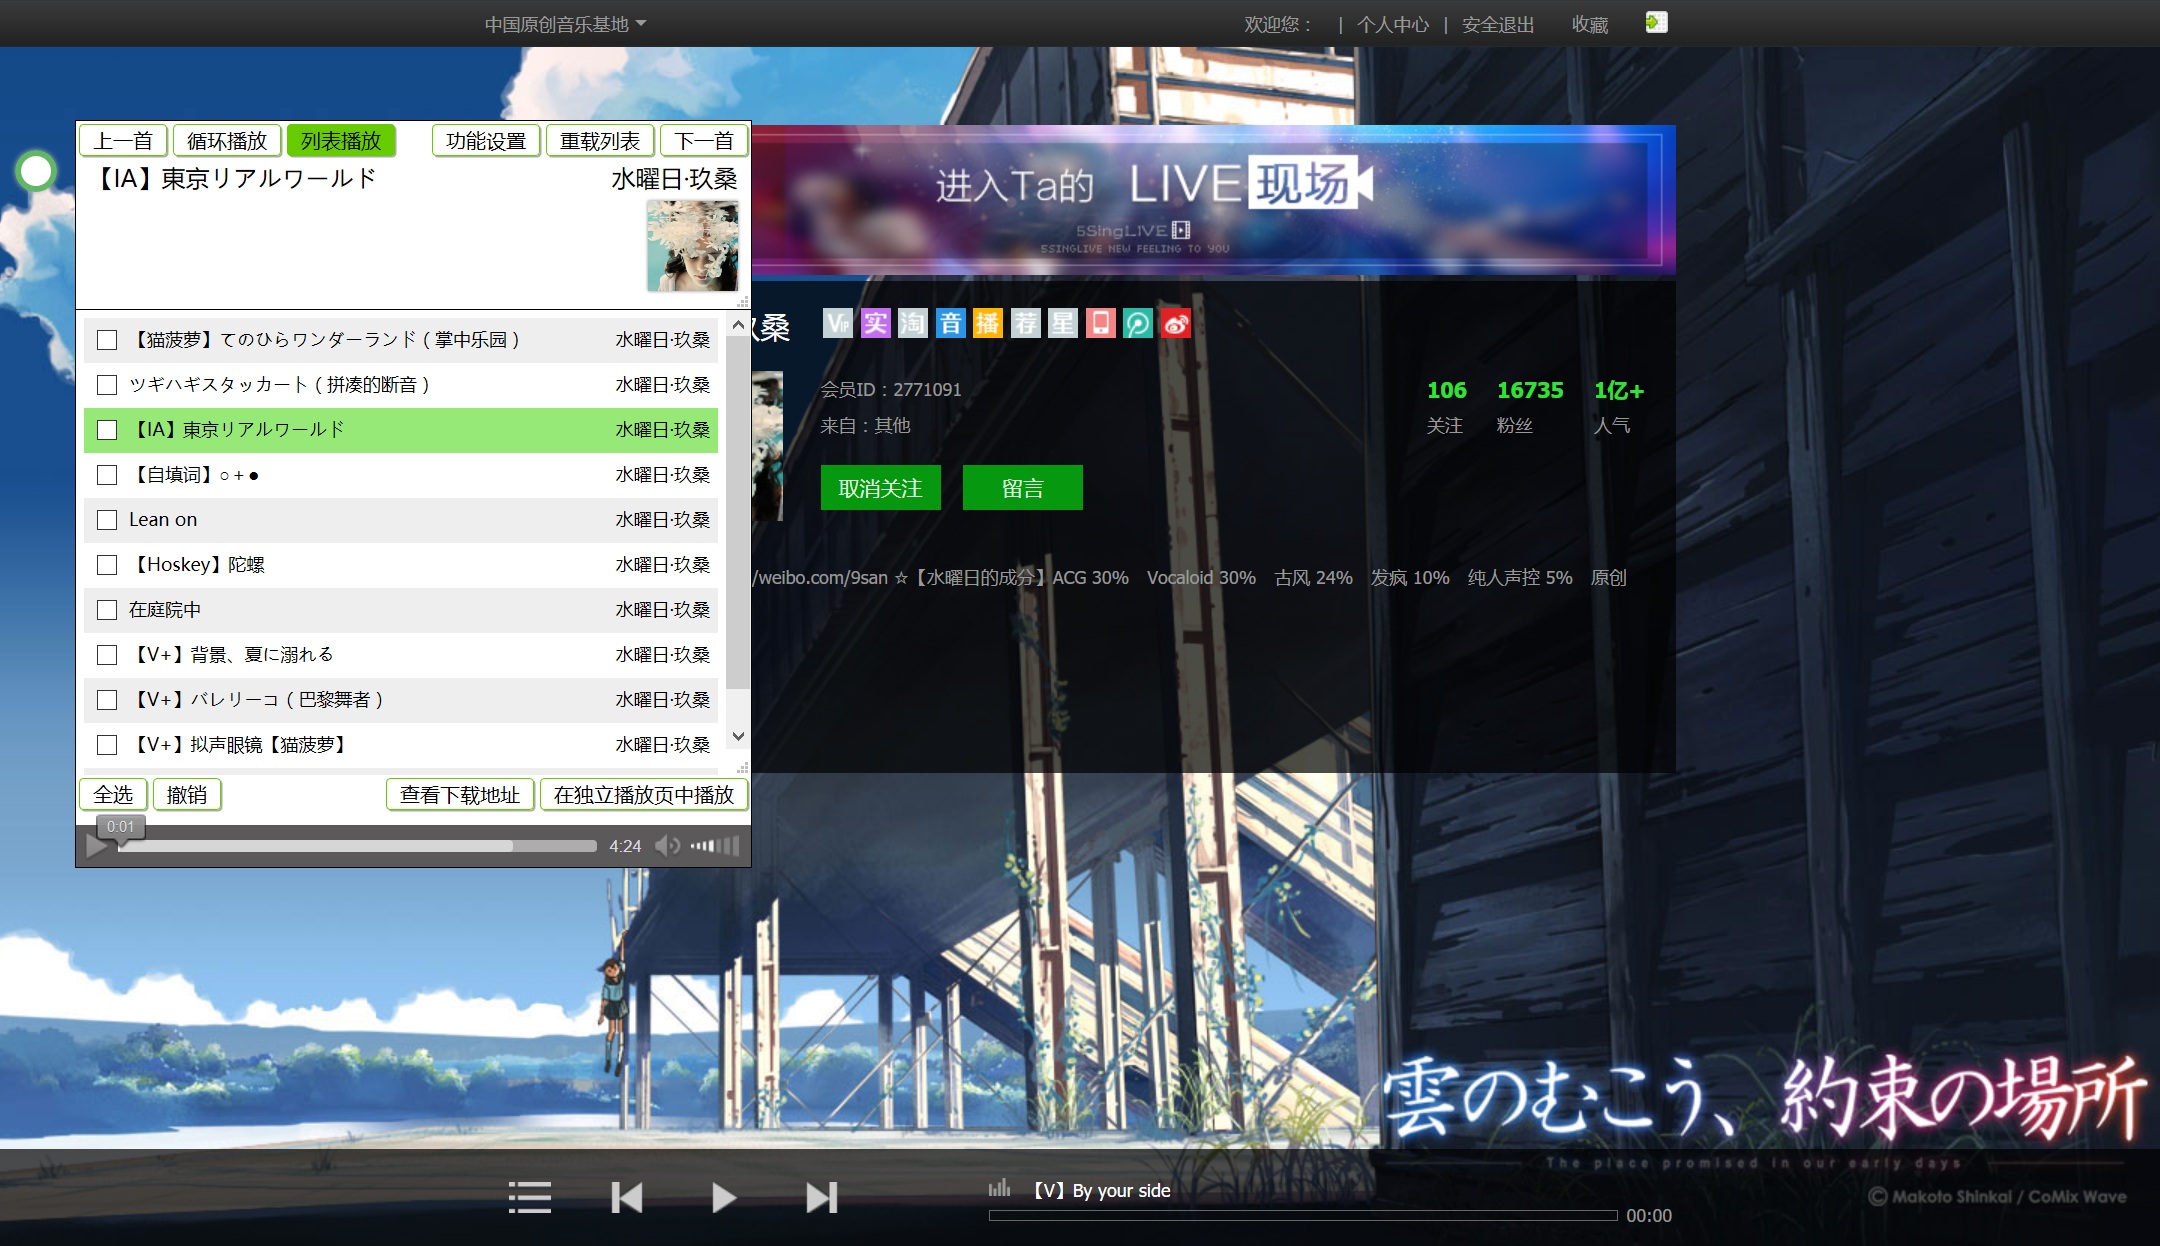 中国原创音乐基地
欢迎您： | 个人中心 | 安全退出 收藏
上一首 循环播放 列表播放 功能设置 重载列表 下一首
【IA】東京リアルワールド 水曜日·玖桑
进入Ta的 LIVE现场
5SingLIVE
5SINGLIVE NEW FEELING TO YOU
玖桑 VIP 实 淘 音 播 荐 星
【猫菠萝】てのひらワンダーランド（掌中乐园） 水曜日·玖桑
ツギハギスタッカート（拼凑的断音） 水曜日·玖桑
【IA】東京リアルワールド 水曜日·玖桑
【自填词】○+● 水曜日·玖桑
Lean on 水曜日·玖桑
【Hoskey】陀螺 水曜日·玖桑
在庭院中 水曜日·玖桑
【V+】背景、夏に溺れる 水曜日·玖桑
【V+】バレリーコ（巴黎舞者） 水曜日·玖桑
【V+】拟声眼镜【猫菠萝】 水曜日·玖桑
全选 撤销 查看下载地址 在独立播放页中播放
0:01
4:24
会员ID：2771091
来自：其他
106 16735 1亿+
关注 粉丝 人气
取消关注 留言
/weibo.com/9san ☆【水曜日的成分】ACG 30% Vocaloid 30% 古风 24% 发疯 10% 纯人声控 5% 原创
雲のむこう、約束の場所
The place promised in our early days
© Makoto Shinkai / CoMix Wave
【V】By your side
00:00